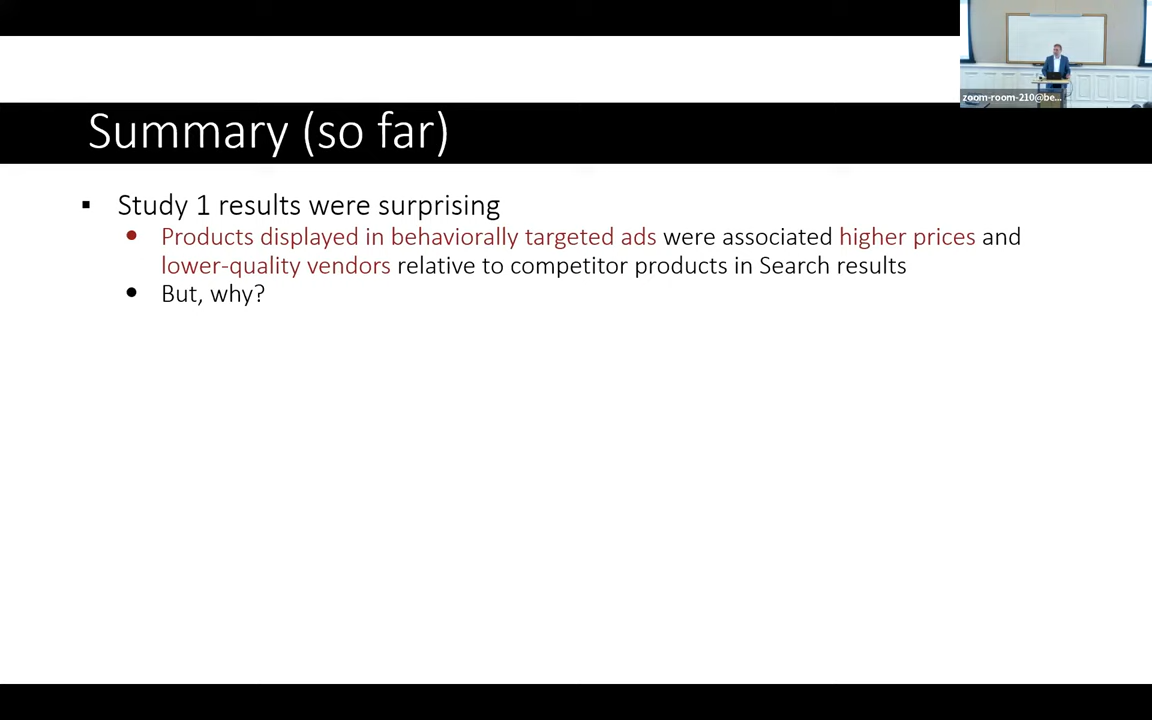 zoom-room-210@be...
Summary (so far)
▪ Study 1 results were surprising
• Products displayed in behaviorally targeted ads were associated higher prices and
lower-quality vendors relative to competitor products in Search results
• But, why?